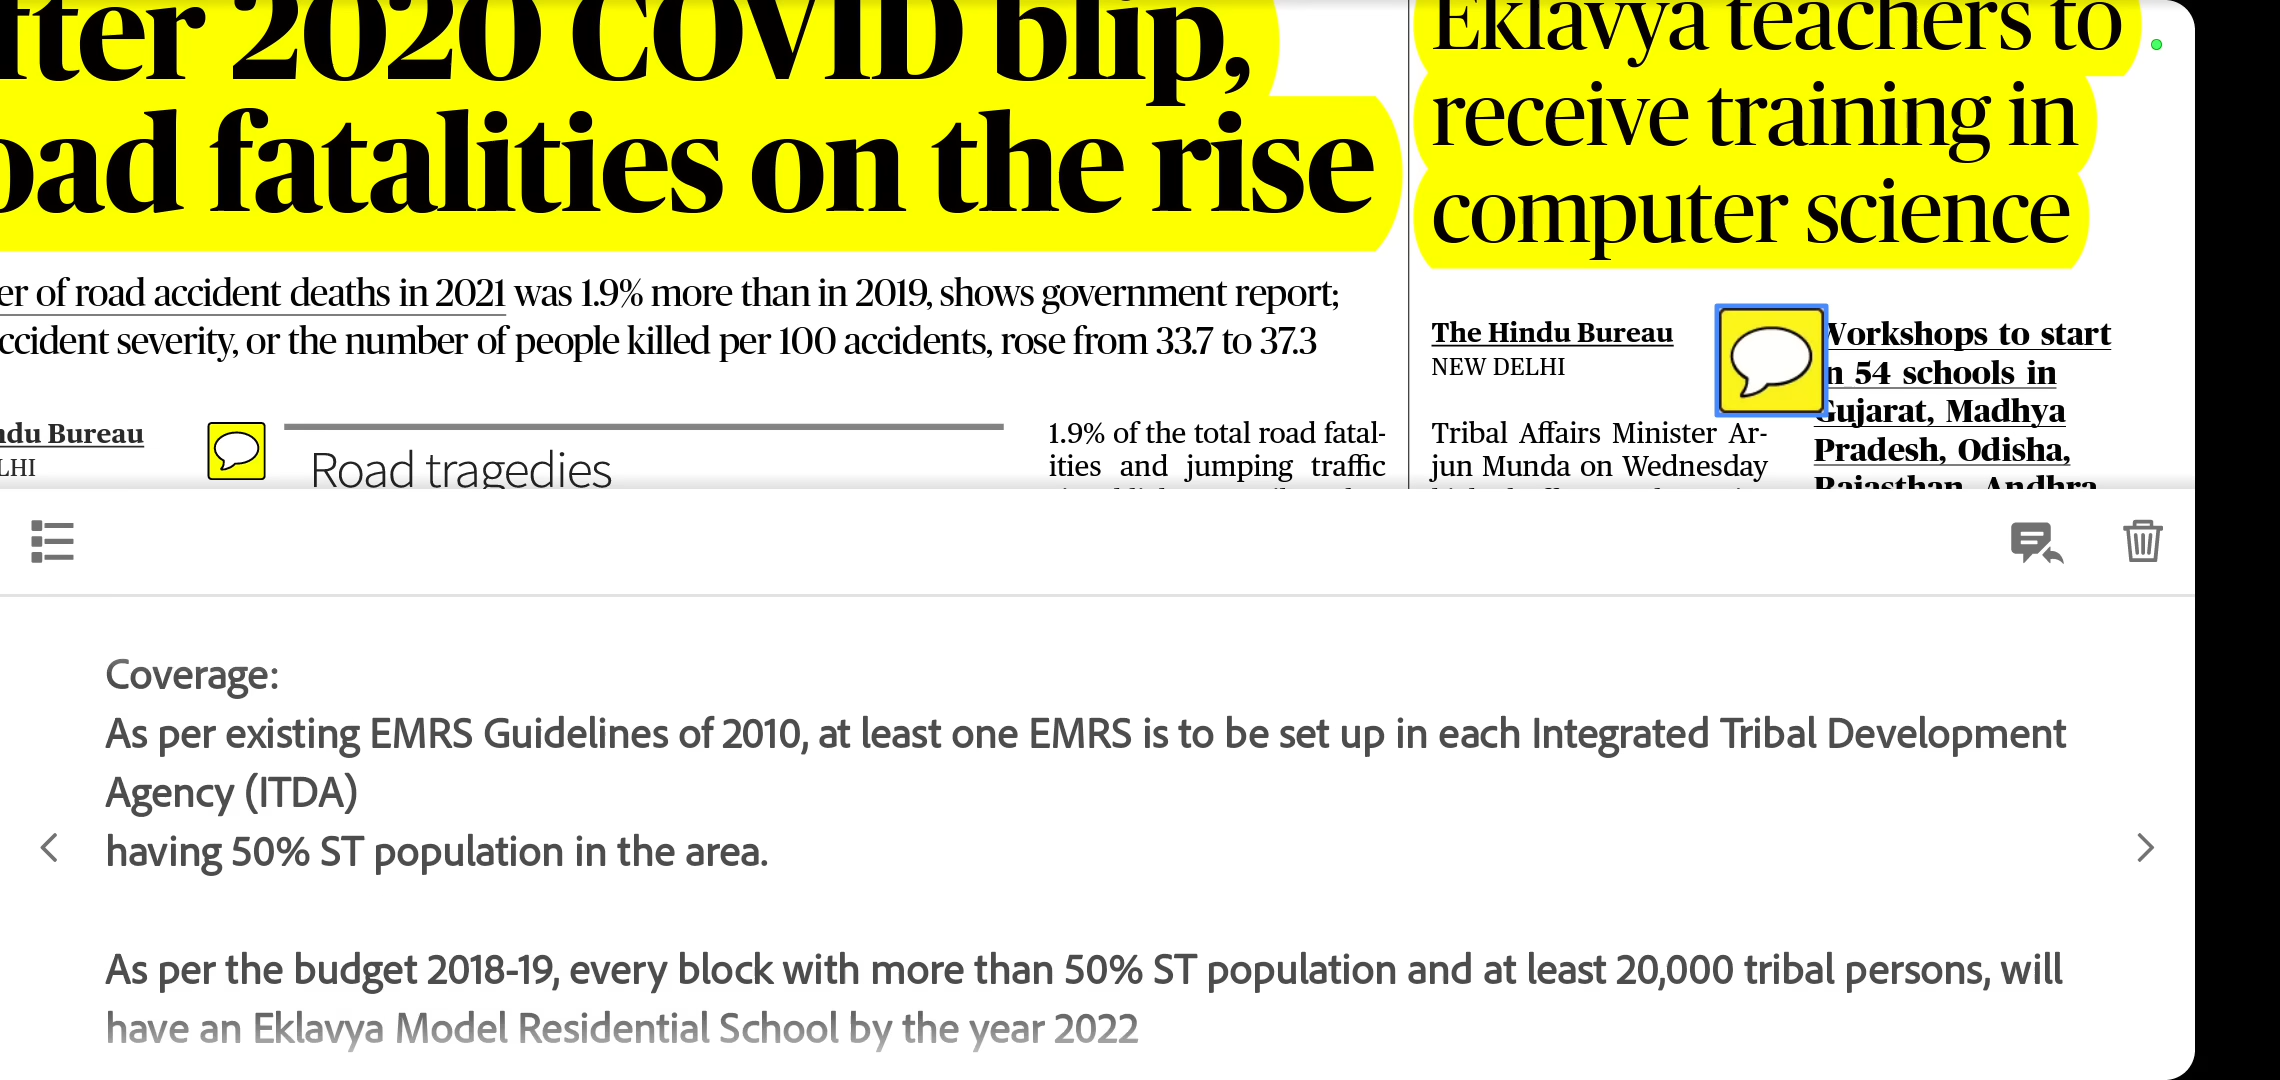 fter 2020 COVID blip,
oad fatalities on the rise
er of road accident deaths in 2021 was 1.9% more than in 2019, shows government report;
ccident severity, or the number of people killed per 100 accidents, rose from 33.7 to 37.3
ndu Bureau
LHI
Road tragedies
1.9% of the total road fatal-
ities and jumping traffic
Eklavya teachers to
receive training in
computer science
The Hindu Bureau
NEW DELHI
Tribal Affairs Minister Ar-
jun Munda on Wednesday
Workshops to start
n 54 schools in
Gujarat, Madhya
Pradesh, Odisha,
Rajasthan, Andhra
Coverage:
As per existing EMRS Guidelines of 2010, at least one EMRS is to be set up in each Integrated Tribal Development
Agency (ITDA)
having 50% ST population in the area.
As per the budget 2018-19, every block with more than 50% ST population and at least 20,000 tribal persons, will
have an Eklavya Model Residential School by the year 2022